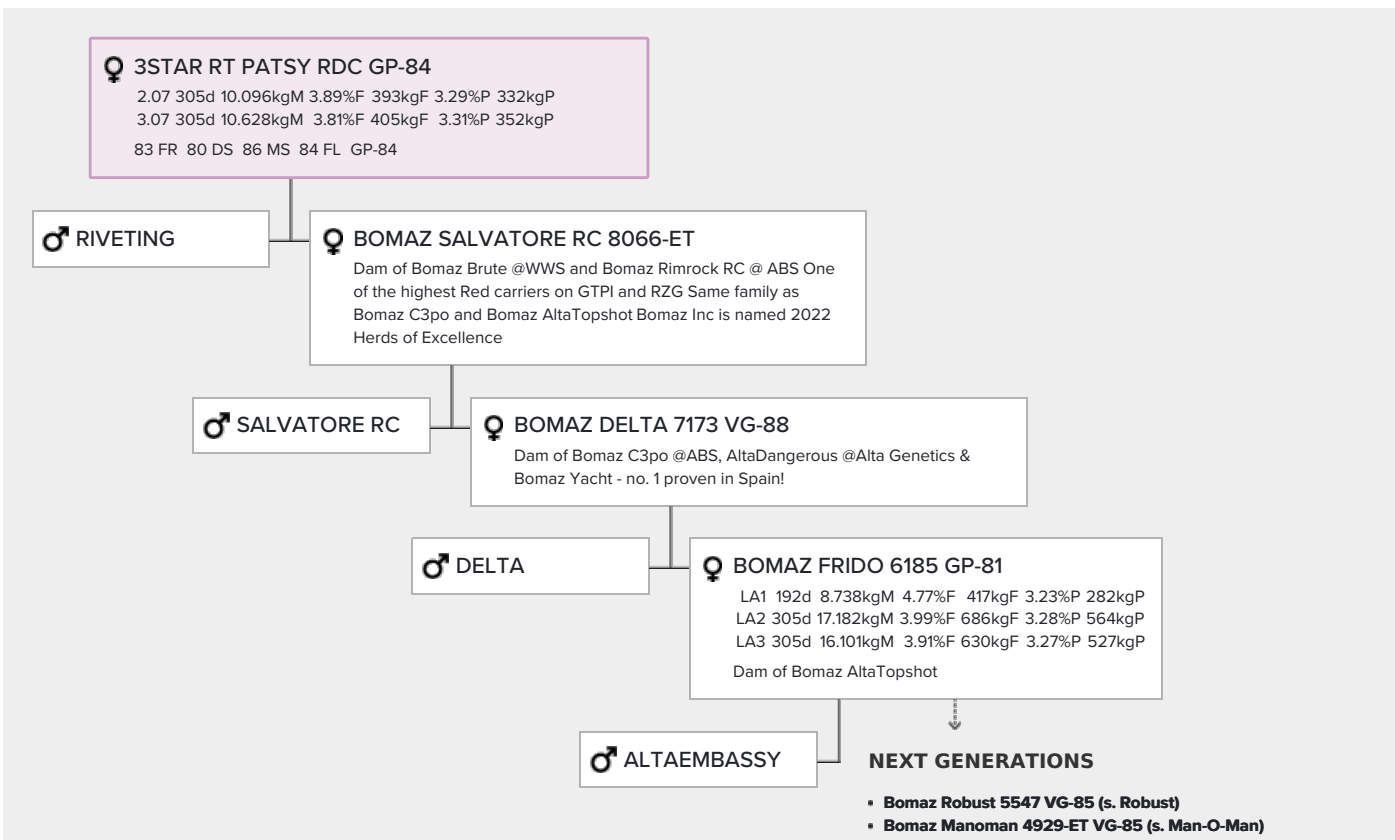 3STAR RT PATSY RDC GP-84
2.07 305d 10.096kgM 3.89%F 393kgF 3.29%P 332kgP
3.07 305d 10.628kgM 3.81%F 405kgF 3.31%P 352kgP
83 FR 80 DS 86 MS 84 FL GP-84
RIVETING
BOMAZ SALVATORE RC 8066-ET
Dam of Bomaz Brute @WWS and Bomaz Rimrock RC @ ABS One
of the highest Red carriers on GTPI and RZG Same family as
Bomaz C3po and Bomaz AltaTopshot Bomaz Inc is named 2022
Herds of Excellence
SALVATORE RC
BOMAZ DELTA 7173 VG-88
Dam of Bomaz C3po @ABS, AltaDangerous @Alta Genetics &
Bomaz Yacht - no. 1 proven in Spain!
DELTA
BOMAZ FRIDO 6185 GP-81
LA1 192d 8.738kgM 4.77%F 417kgF 3.23%P 282kgP
LA2 305d 17.182kgM 3.99%F 686kgF 3.28%P 564kgP
LA3 305d 16.101kgM 3.91%F 630kgF 3.27%P 527kgP
Dam of Bomaz AltaTopshot
ALTAEMBASSY
NEXT GENERATIONS
• Bomaz Robust 5547 VG-85 (s. Robust)
• Bomaz Manoman 4929-ET VG-85 (s. Man-O-Man)